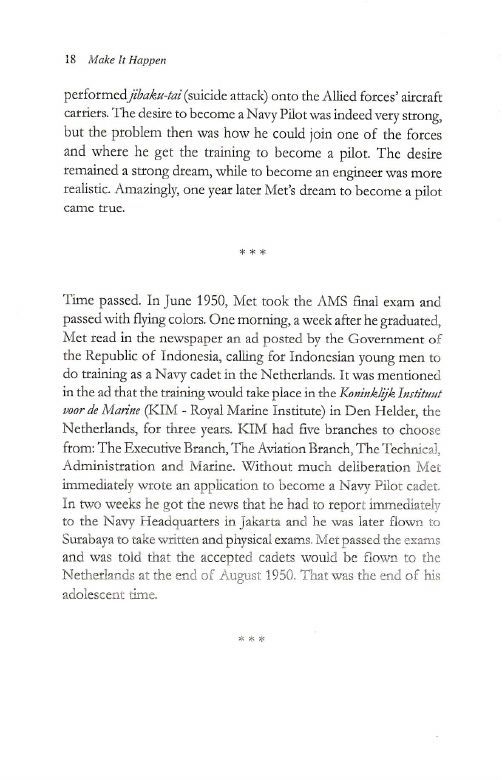 18 Make It Happen
performed jibaku-tai (suicide attack) onto the Allied forces' aircraft
carriers. The desire to become a Navy Pilot was indeed very strong,
but the problem then was how he could join one of the forces
and where he get the training to become a pilot. The desire
remained a strong dream, while to become an engineer was more
realistic. Amazingly, one year later Met's dream to become a pilot
came true.
* * *
Time passed. In June 1950, Met took the AMS final exam and
passed with flying colors. One morning, a week after he graduated,
Met read in the newspaper an ad posted by the Government of
the Republic of Indonesia, calling for Indonesian young men to
do training as a Navy cadet in the Netherlands. It was mentioned
in the ad that the training would take place in the Koninklijk Instituut
voor de Marine (KIM - Royal Marine Institute) in Den Helder, the
Netherlands, for three years. KIM had five branches to choose
from: The Executive Branch, The Aviation Branch, The Technical,
Administration and Marine. Without much deliberation Met
immediately wrote an application to become a Navy Pilot cadet.
In two weeks he got the news that he had to report immediately
to the Navy Headquarters in Jakarta and he was later flown to
Surabaya to take written and physical exams. Met passed the exams
and was told that the accepted cadets would be flown to the
Netherlands at the end of August 1950. That was the end of his
adolescent time.
* * *